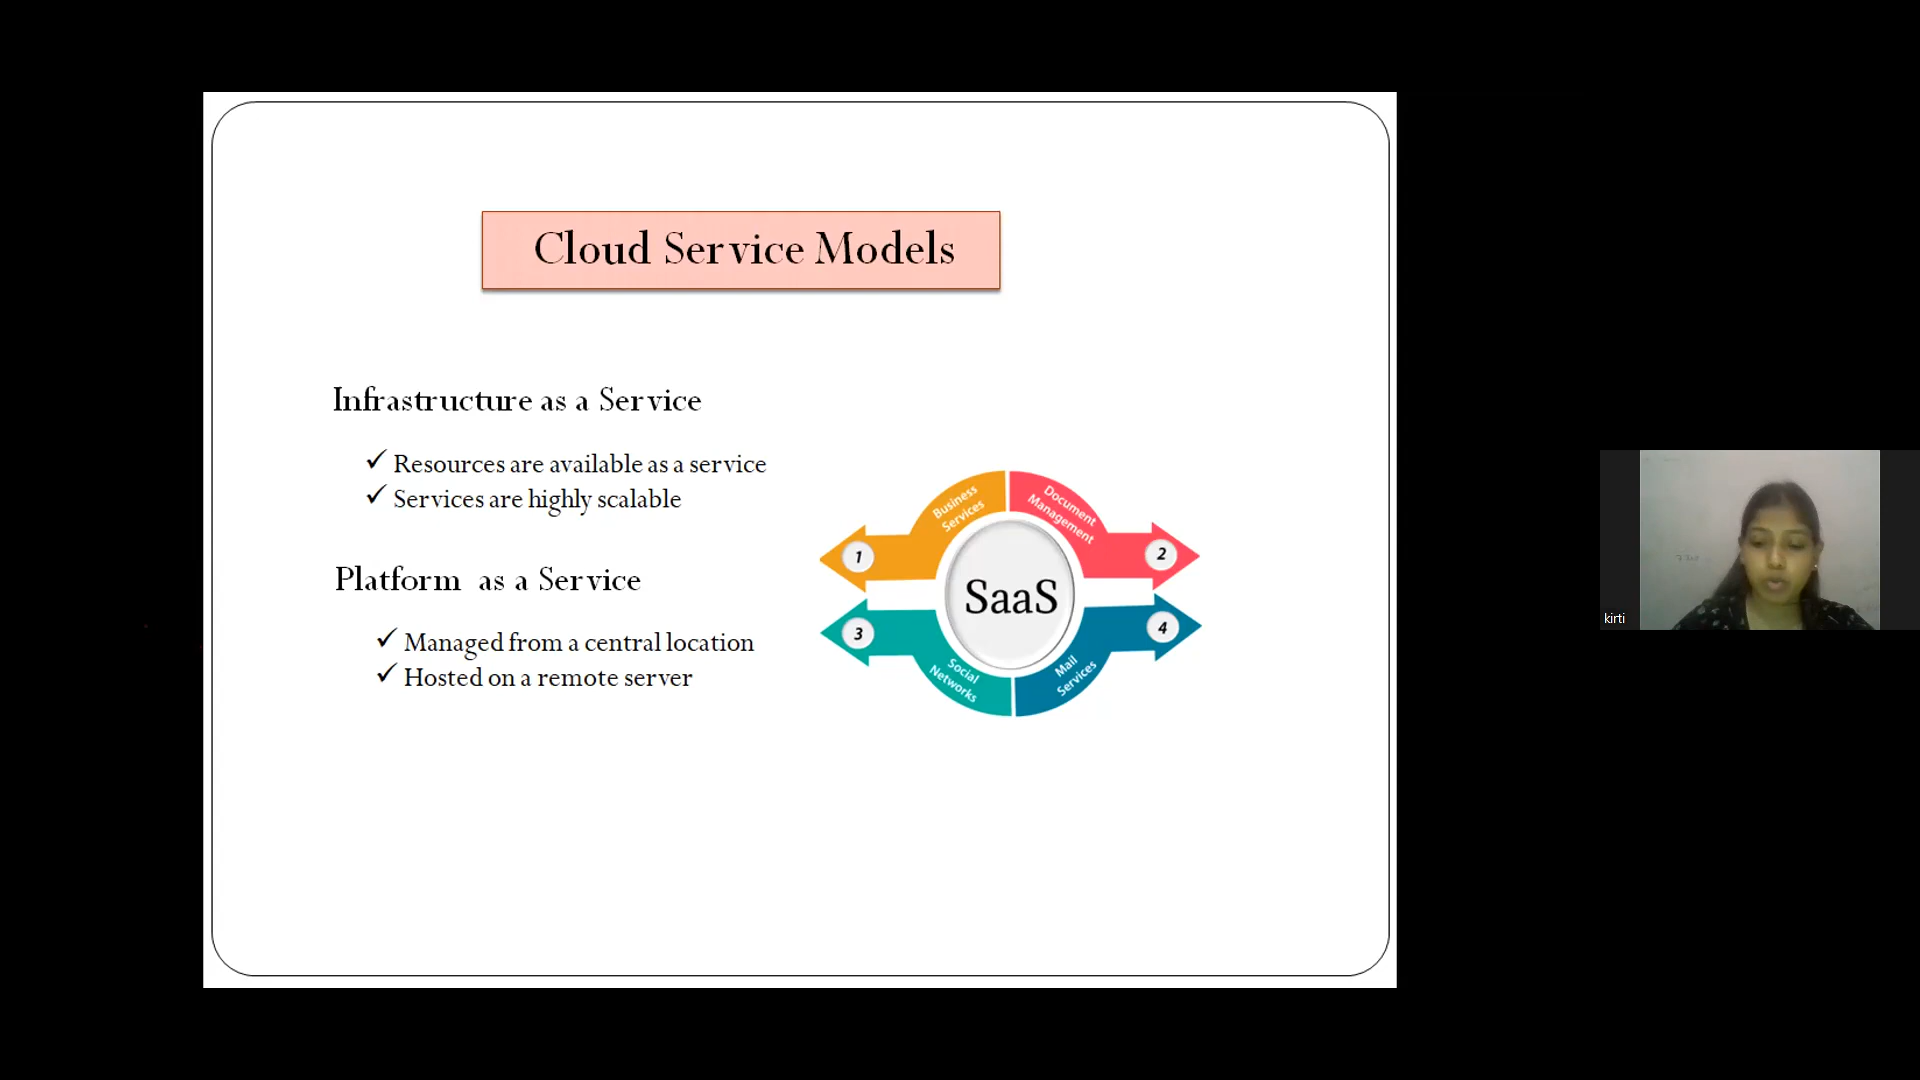 Cloud Service Models
Infrastructure as a Service
✓ Resources are available as a service
✓ Services are highly scalable
Platform as a Service
✓ Managed from a central location
✓ Hosted on a remote server
Business
Services
Document
Management
1
2
SaaS
3
4
Social
Networks
Mail
Services
kirti